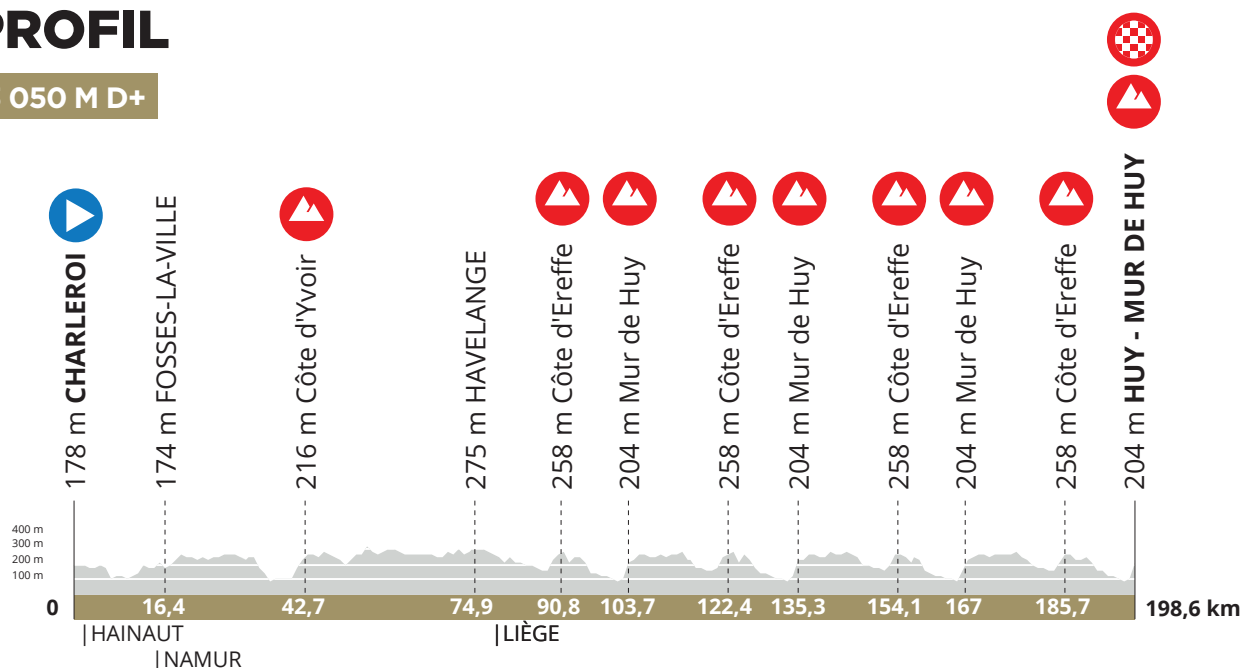 PROFIL
050 M D+
178 m CHARLEROI
174 m FOSSES-LA-VILLE
216 m Côte d'Yvoir
275 m HAVELANGE
258 m Côte d'Ereffe
204 m Mur de Huy
258 m Côte d'Ereffe
204 m Mur de Huy
258 m Côte d'Ereffe
204 m Mur de Huy
258 m Côte d'Ereffe
204 m HUY - MUR DE HUY
400 m
300 m
200 m
100 m
0 16,4 42,7 74,9 90,8 103,7 122,4 135,3 154,1 167 185,7 198,6 km
|HAINAUT |LIÈGE
|NAMUR